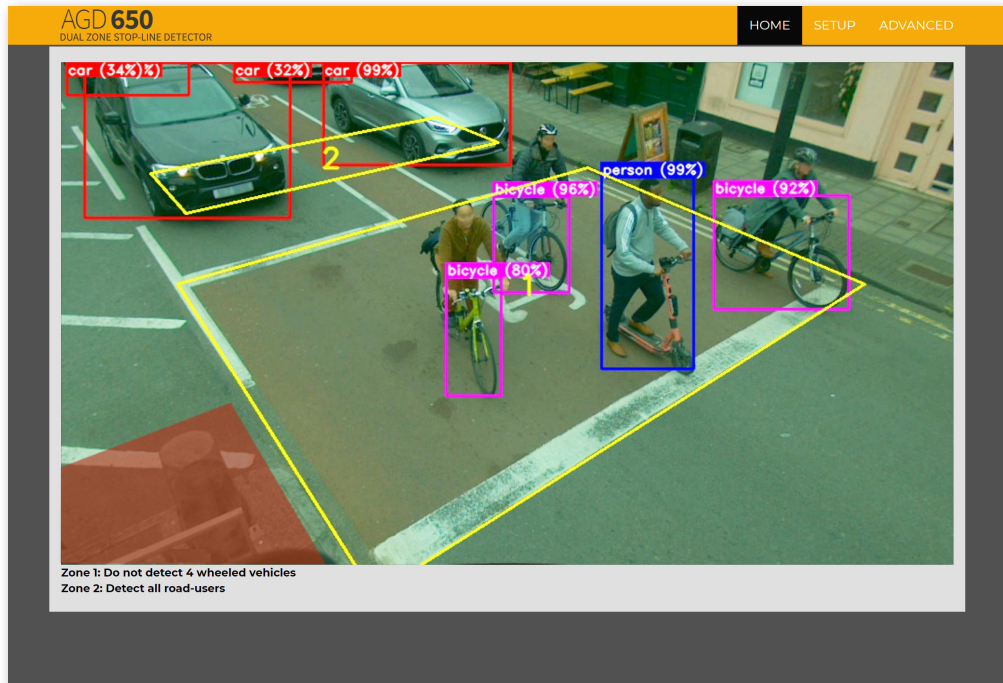 AGD 650
DUAL ZONE STOP-LINE DETECTOR
HOME SETUP ADVANCED
car (34%)%)
car (32%)
car (99%)
2
person (99%)
bicycle (96%)
bicycle (92%)
bicycle (80%)
1
Zone 1: Do not detect 4 wheeled vehicles
Zone 2: Detect all road-users